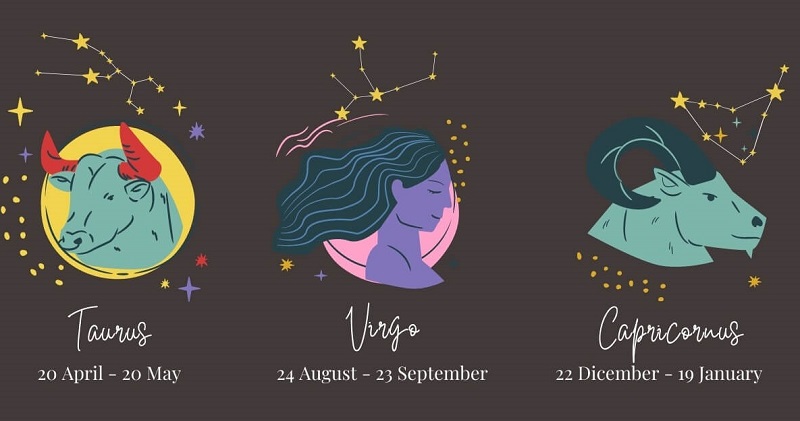 Taurus
20 April - 20 May
Virgo
24 August - 23 September
Capricornus
22 Dicember - 19 January